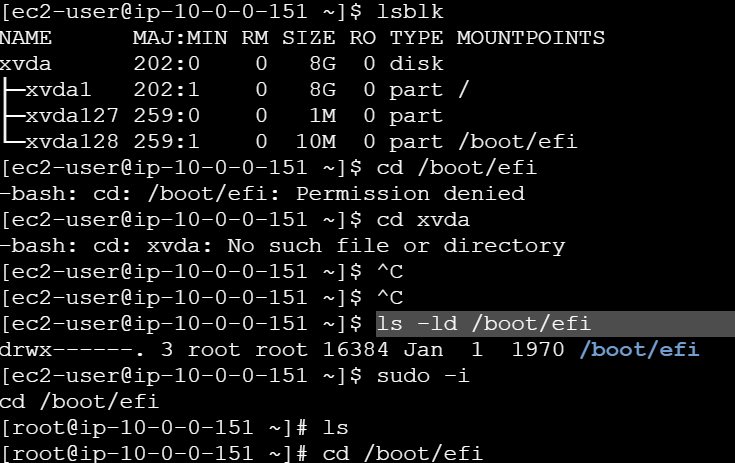 [ec2-user@ip-10-0-0-151 ~]$ lsblk
NAME      MAJ:MIN RM SIZE RO TYPE MOUNTPOINTS
xvda      202:0    0   8G  0 disk
├─xvda1   202:1    0   8G  0 part /
├─xvda127 259:0    0   1M  0 part
└─xvda128 259:1    0  10M  0 part /boot/efi
[ec2-user@ip-10-0-0-151 ~]$ cd /boot/efi
-bash: cd: /boot/efi: Permission denied
[ec2-user@ip-10-0-0-151 ~]$ cd xvda
-bash: cd: xvda: No such file or directory
[ec2-user@ip-10-0-0-151 ~]$ ^C
[ec2-user@ip-10-0-0-151 ~]$ ^C
[ec2-user@ip-10-0-0-151 ~]$ ls -ld /boot/efi
drwx------. 3 root root 16384 Jan  1  1970 /boot/efi
[ec2-user@ip-10-0-0-151 ~]$ sudo -i
cd /boot/efi
[root@ip-10-0-0-151 ~]# ls
[root@ip-10-0-0-151 ~]# cd /boot/efi